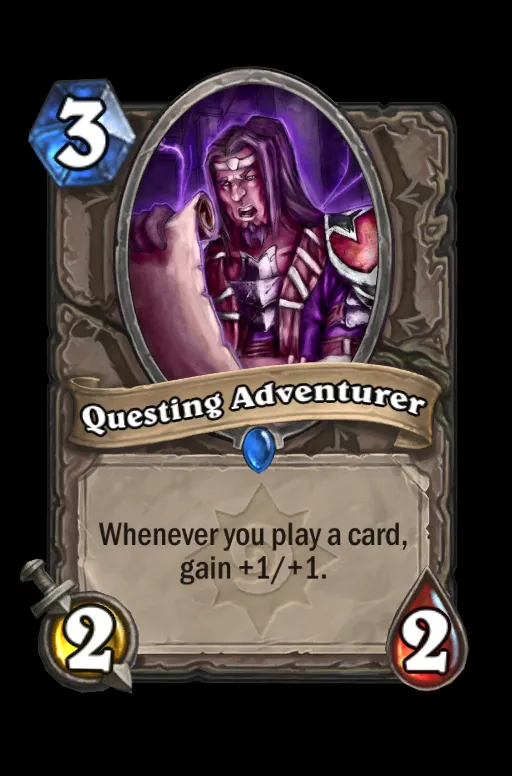 3
Questing Adventurer
Whenever you play a card,
gain +1/+1.
2
2